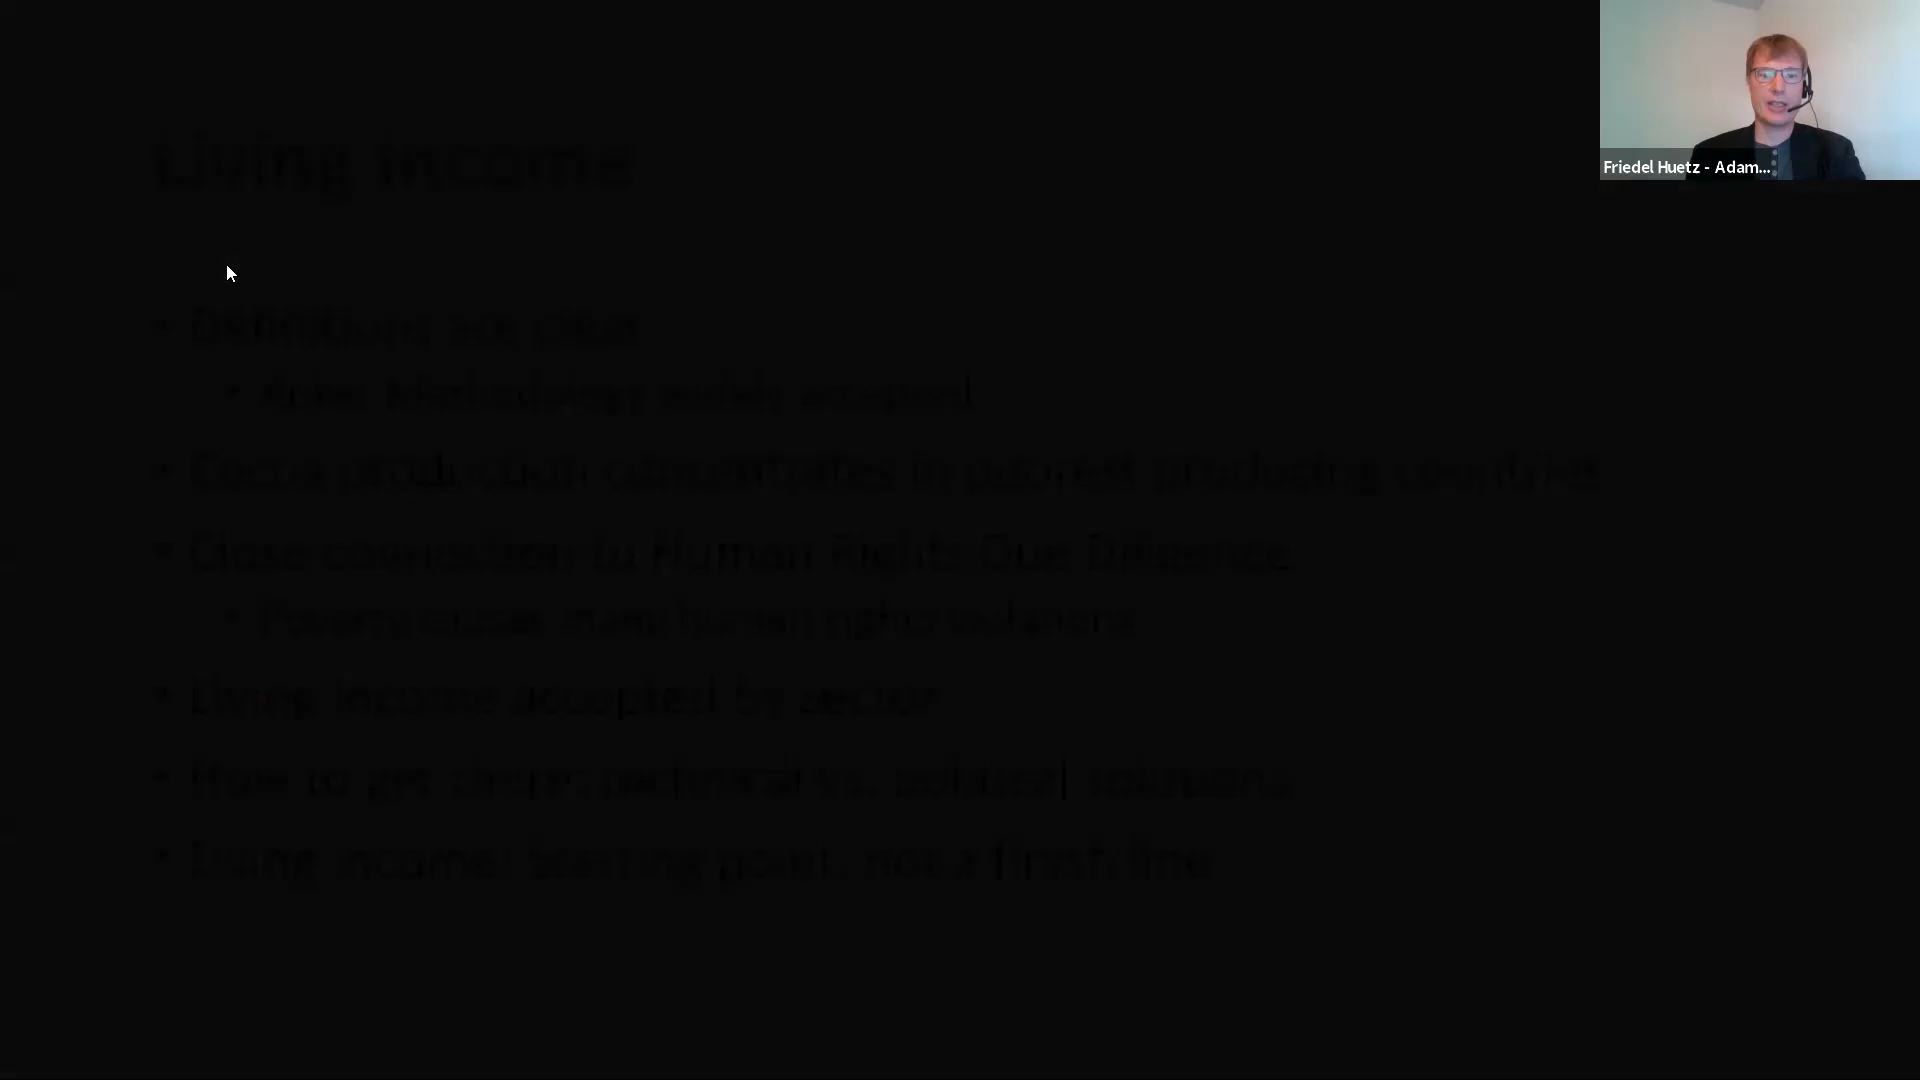 Living Income
• Definitions are clear
• Anker Methodology widely accepted
• Cocoa production concentrates in poorest producing countries
• Close connection to Human Rights Due Diligence
• Poverty causes many human rights violations
• Living income accepted by sector
• How to get there: technical vs. political solutions
• Living income: Starting point, not a finish line
Friedel Huetz - Adam...